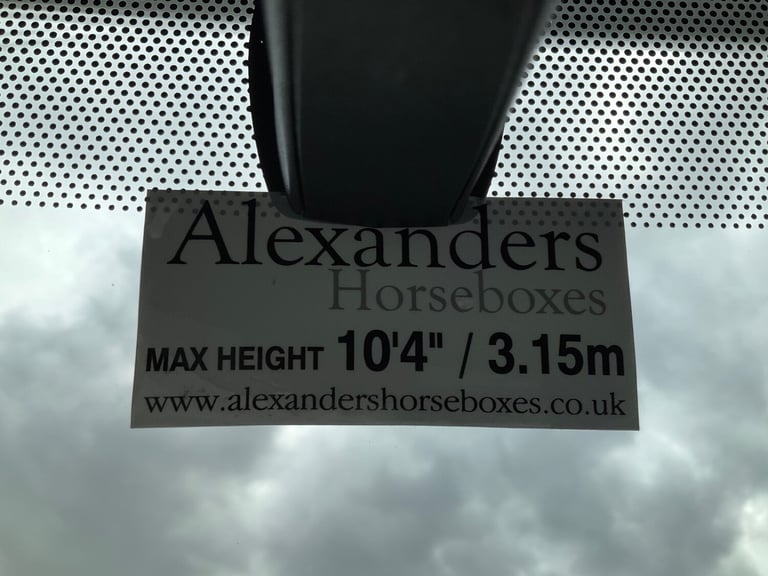 Alexanders
Horseboxes
MAX HEIGHT 10'4" / 3.15m
www.alexandershorseboxes.co.uk